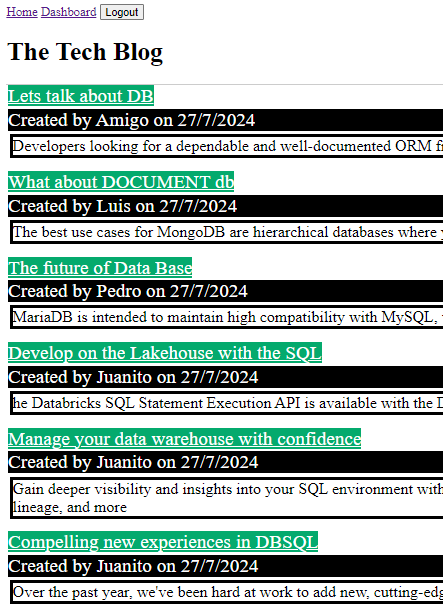 Home Dashboard Logout
The Tech Blog
Lets talk about DB
Created by Amigo on 27/7/2024
Developers looking for a dependable and well-documented ORM
What about DOCUMENT db
Created by Luis on 27/7/2024
The best use cases for MongoDB are hierarchical databases where
The future of Data Base
Created by Pedro on 27/7/2024
MariaDB is intended to maintain high compatibility with MySQL,
Develop on the Lakehouse with the SQL
Created by Juanito on 27/7/2024
he Databricks SQL Statement Execution API is available with the
Manage your data warehouse with confidence
Created by Juanito on 27/7/2024
Gain deeper visibility and insights into your SQL environment with
lineage, and more
Compelling new experiences in DBSQL
Created by Juanito on 27/7/2024
Over the past year, we've been hard at work to add new, cutting-edg